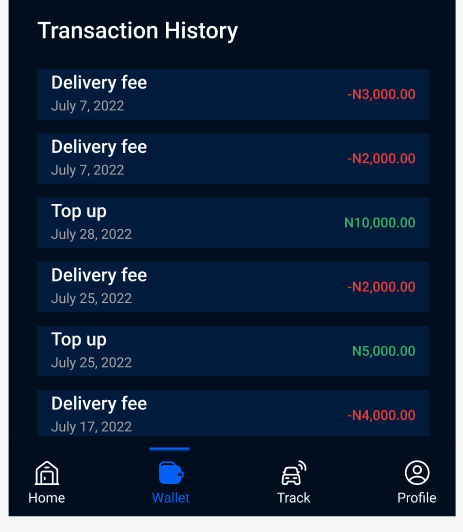 Transaction History
Delivery fee
July 7, 2022
-N3,000.00
Delivery fee
July 7, 2022
-N2,000.00
Top up
July 28, 2022
N10,000.00
Delivery fee
July 25, 2022
-N2,000.00
Top up
July 25, 2022
N5,000.00
Delivery fee
July 17, 2022
-N4,000.00
Home
Wallet
Track
Profile